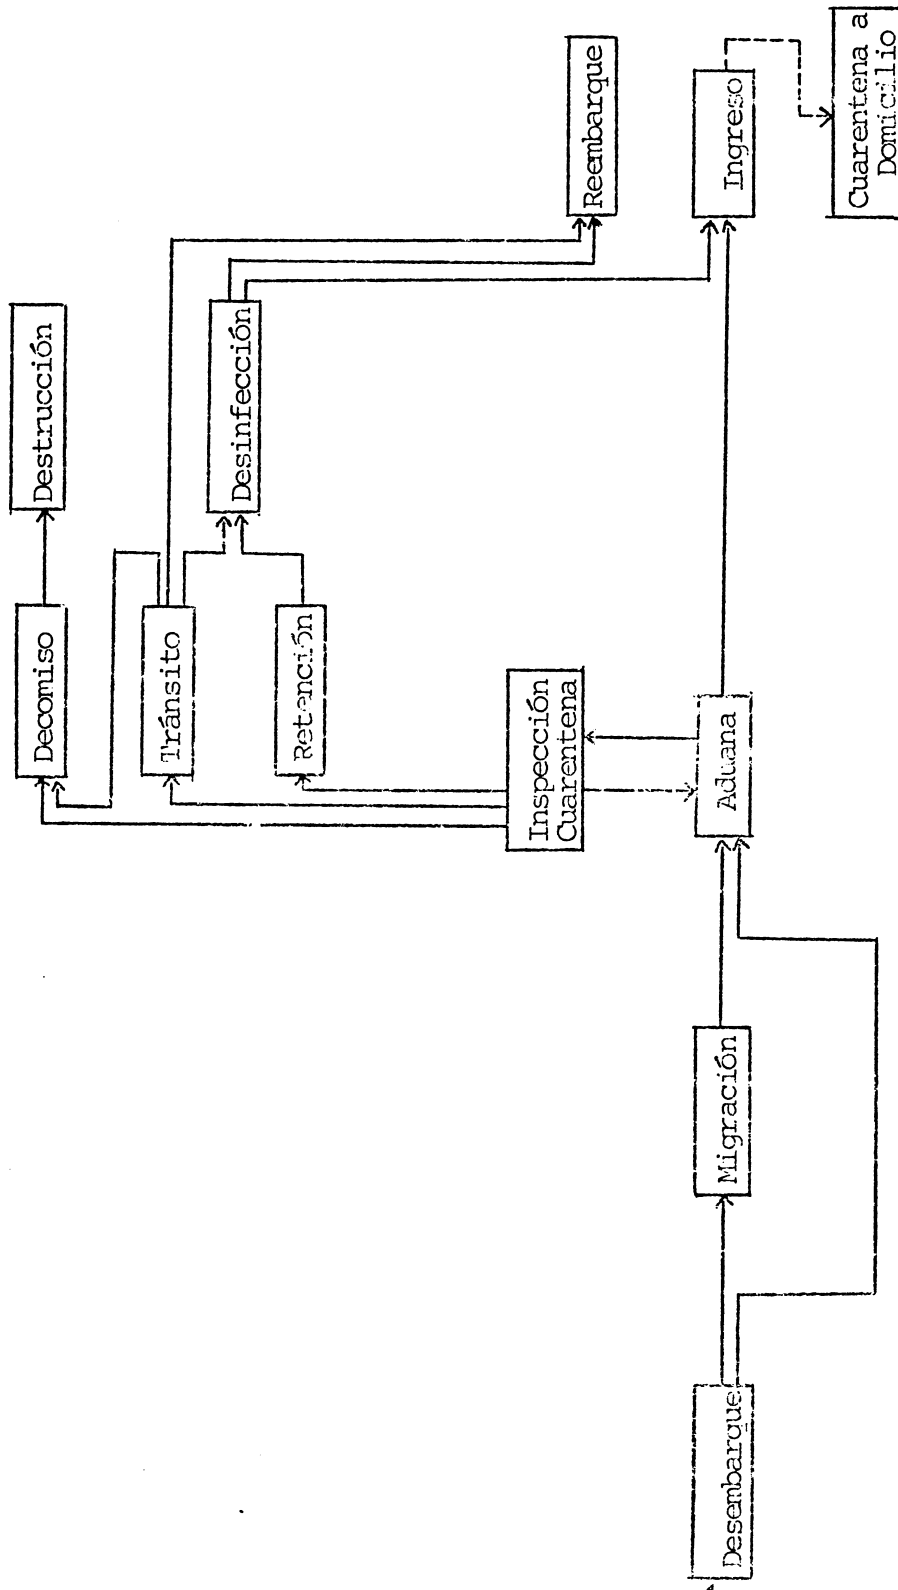 Destrucción
Decomiso
Tránsito
Desinfección
Retención
Reembarque
Inspección
Cuarentena
Desembarque
Migración
Aduana
Ingreso
Cuarentena a
Domicilio